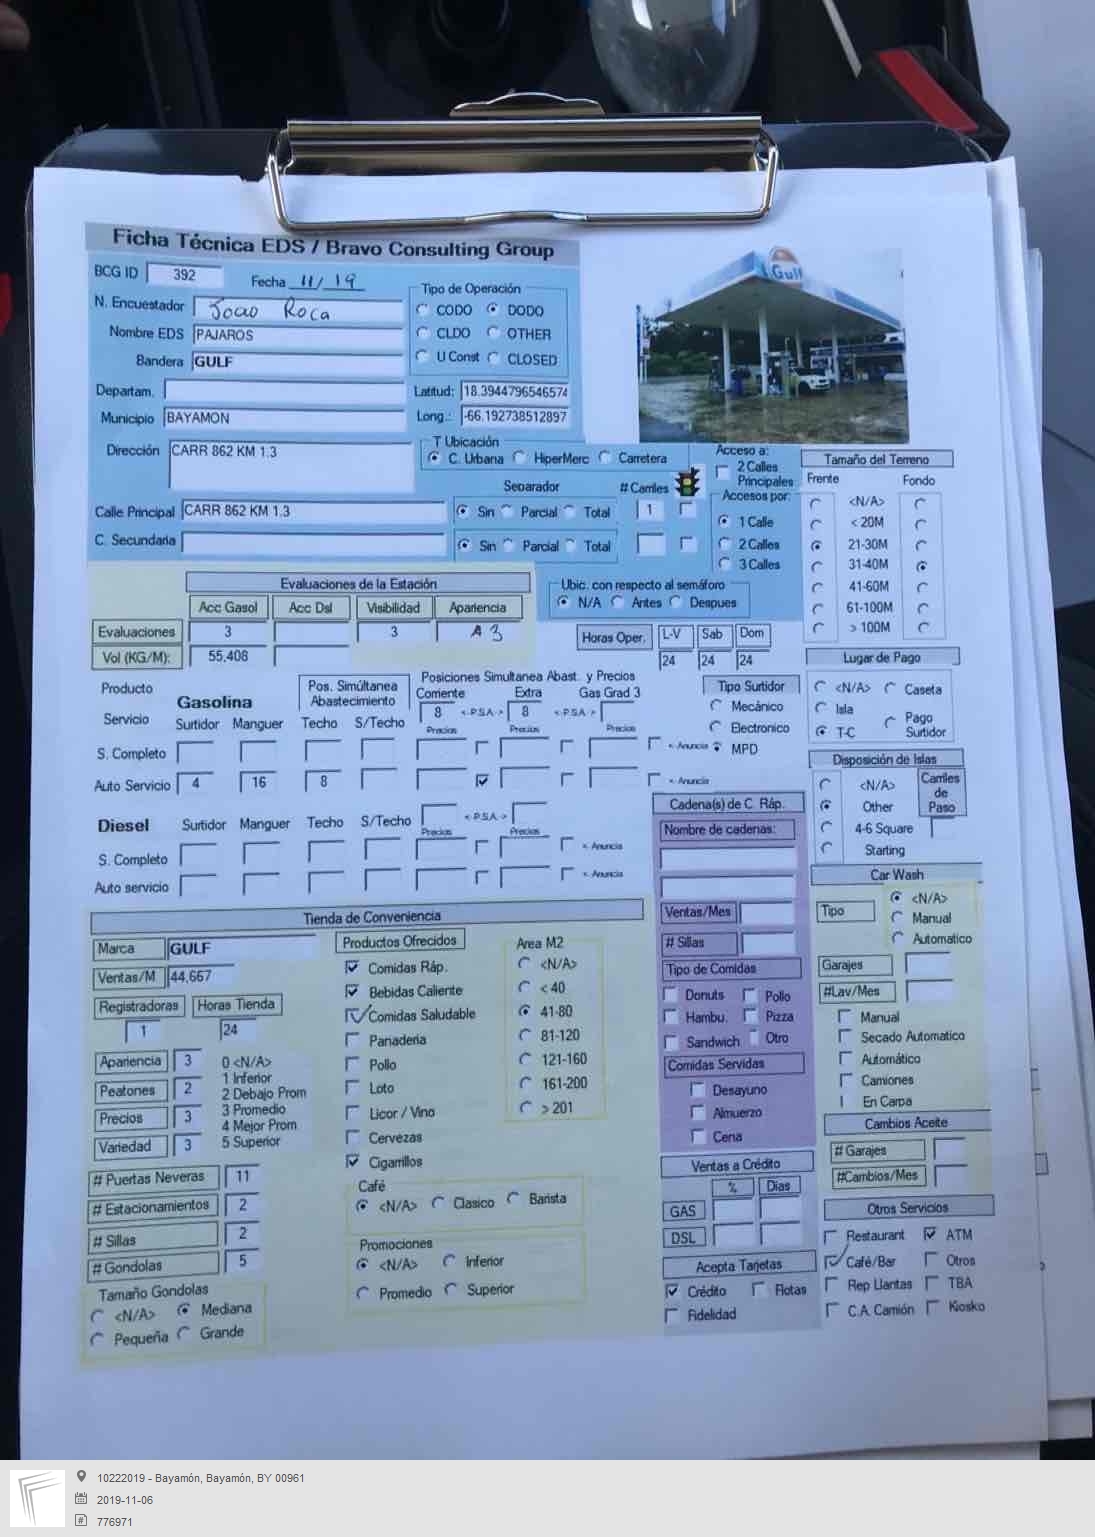 Ficha Técnica EDS / Bravo Consulting Group
BCG ID 392 Fecha 11/19
N. Encuestador Joao Roca
Nombre EDS PAJAROS
Bandera GULF
Departam.
Municipio BAYAMON
Dirección CARR 862 KM 1.3
Tipo de Operación
CODO DODO
CLDO OTHER
U Const CLOSED
Latitud: 18.3944796546574
Long.: -66.192738512897
Gulf
T Ubicación
C. Urbana HiperMerc Carretera
Separador # Carriles
Calle Principal CARR 862 KM 1.3 Sin Parcial Total 1
C. Secundaria Sin Parcial Total
Acceso a:
2 Calles Principales
Accesos por:
1 Calle
2 Calles
3 Calles
Tamaño del Terreno
Frente Fondo
<N/A>
< 20M
21-30M
31-40M
41-60M
61-100M
> 100M
Ubic. con respecto al semáforo
N/A Antes Despues
Evaluaciones de la Estación
Acc Gasol Acc Dsl Visibilidad Apariencia
Evaluaciones 3 3 A 3
Vol (KG/M): 55,408
Horas Oper. L-V Sab Dom
24 24 24
Producto Gasolina
Servicio Surtidor Manguer
Pos. Simúltanea Abastecimiento
Techo S/Techo
Posiciones Simultanea Abast. y Precios
Corriente Extra Gas Grad 3
8 <-P.S.A-> 8 <-P.S.A->
Precios Precios Precios
S. Completo <- Anuncia
Auto Servicio 4 16 8 <- Anuncia
Tipo Surtidor
Mecánico
Electronico
MPD
Lugar de Pago
<N/A> Caseta
Isla Pago Surtidor
T-C
Disposición de Islas
<N/A>
Other
4-6 Square
Starting
Carriles de Paso
Diesel Surtidor Manguer Techo S/Techo <-P.S.A->
Precios Precios
S. Completo <- Anuncia
Auto servicio <- Anuncia
Cadena(s) de C. Ráp.
Nombre de cadenas:
Ventas/Mes
# Sillas
Tipo de Comidas
Donuts Pollo
Hambu. Pizza
Sandwich Otro
Comidas Servidas
Desayuno
Almuerzo
Cena
Car Wash
Tipo <N/A>
Manual
Automatico
Garajes
#Lav/Mes
Manual
Secado Automatico
Automático
Camiones
En Carpa
Cambios Aceite
# Garajes
#Cambios/Mes
Tienda de Conveniencia
Marca GULF
Ventas/M 44,667
Registradoras Horas Tienda
1 24
Apariencia 3
Peatones 2
Precios 3
Variedad 3
0 <N/A>
1 Inferior
2 Debajo Prom
3 Promedio
4 Mejor Prom
5 Superior
# Puertas Neveras 11
# Estacionamientos 2
# Sillas 2
# Gondolas 5
Tamaño Gondolas
<N/A> Mediana
Pequeña Grande
Productos Ofrecidos
Comidas Ráp.
Bebidas Caliente
Comidas Saludable
Panaderia
Pollo
Loto
Licor / Vino
Cervezas
Cigarrillos
Area M2
<N/A>
< 40
41-80
81-120
121-160
161-200
> 201
Café
<N/A> Clasico Barista
Promociones
<N/A> Inferior
Promedio Superior
Ventas a Crédito
% Dias
GAS
DSL
Acepta Tarjetas
Crédito Flotas
Fidelidad
Otros Servicios
Restaurant ATM
Café/Bar Otros
Rep Llantas TBA
C.A. Camión Kiosko
10222019 - Bayamón, Bayamón, BY 00961
2019-11-06
776971